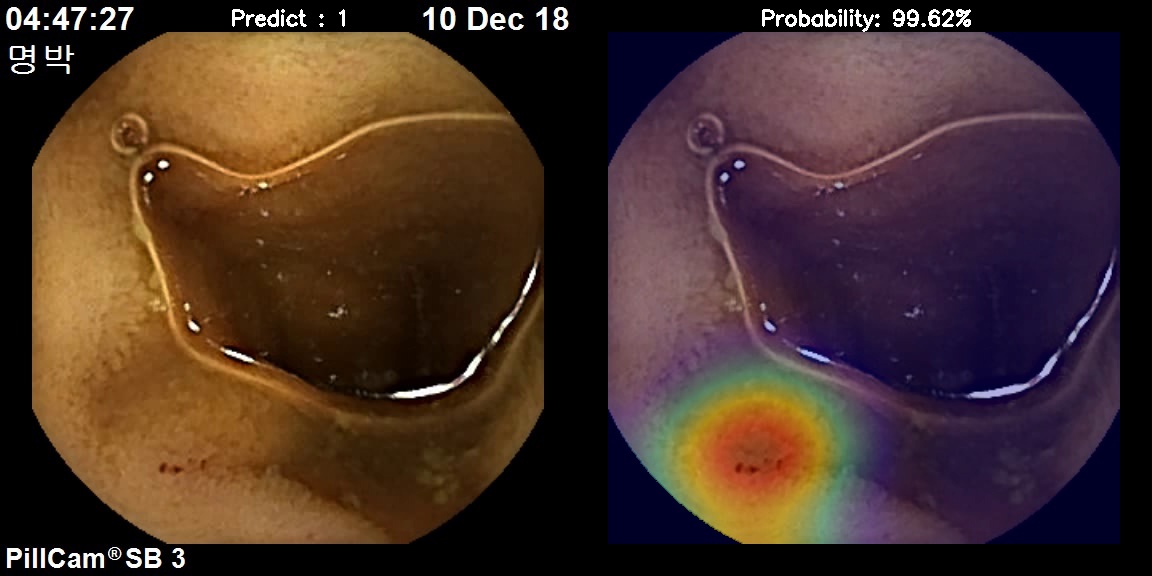 04:47:27
Predict : 1
10 Dec 18
Probability: 99.62%
명박
PillCam® SB 3